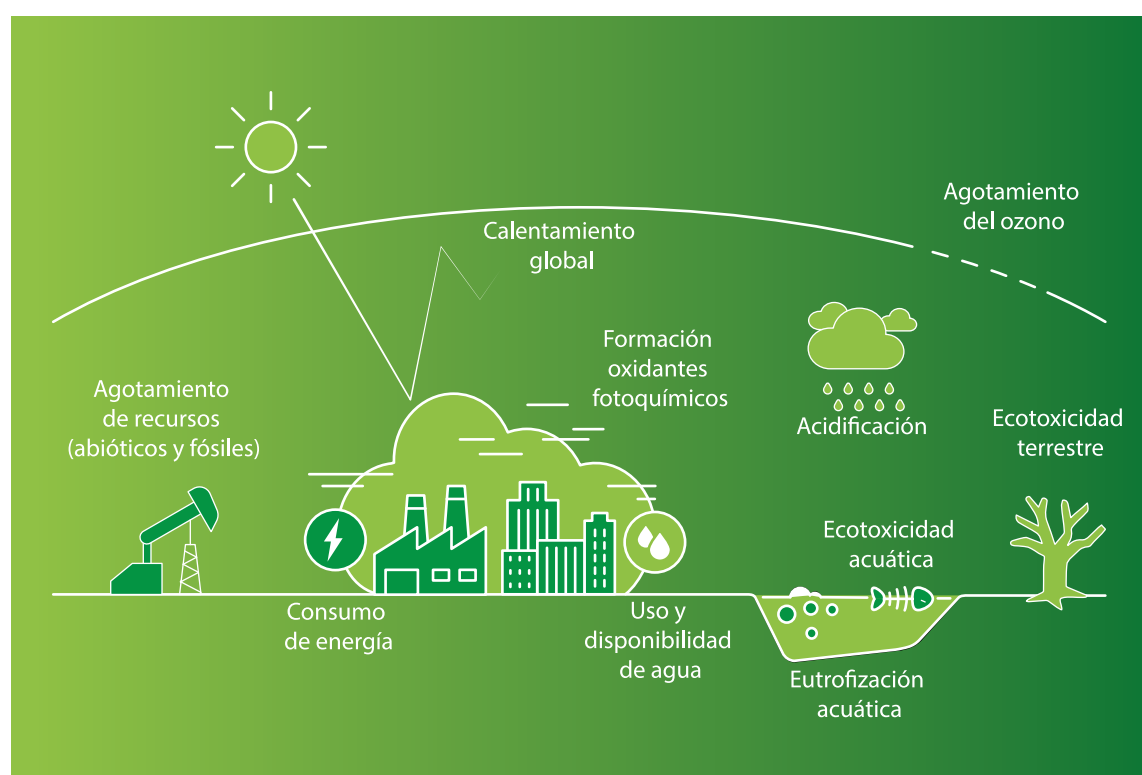 Agotamiento
del ozono
Calentamiento
global
Formación
oxidantes
fotoquímicos
Agotamiento
de recursos
(abióticos y fósiles)
Acidificación
Ecotoxicidad
terrestre
Ecotoxicidad
acuática
Consumo
de energía
Uso y
disponibilidad
de agua
Eutrofización
acuática